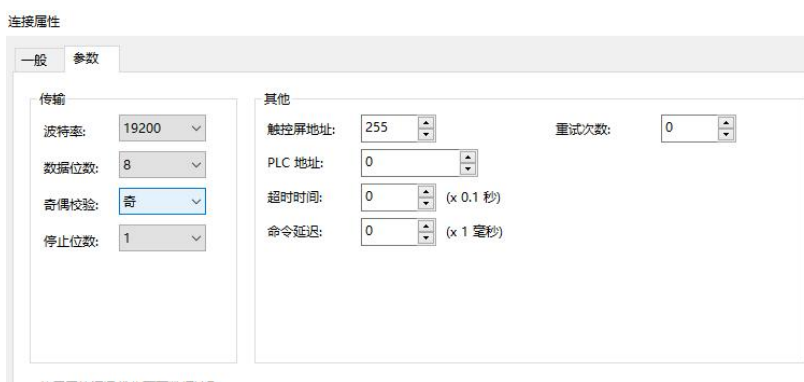 连接属性
一般 参数
传输 其他
波特率: 19200 触控屏地址: 255 重试次数: 0
数据位数: 8 PLC 地址: 0
奇偶校验: 奇 超时时间: 0 (x 0.1 秒)
停止位数: 1 命令延迟: 0 (x 1 毫秒)